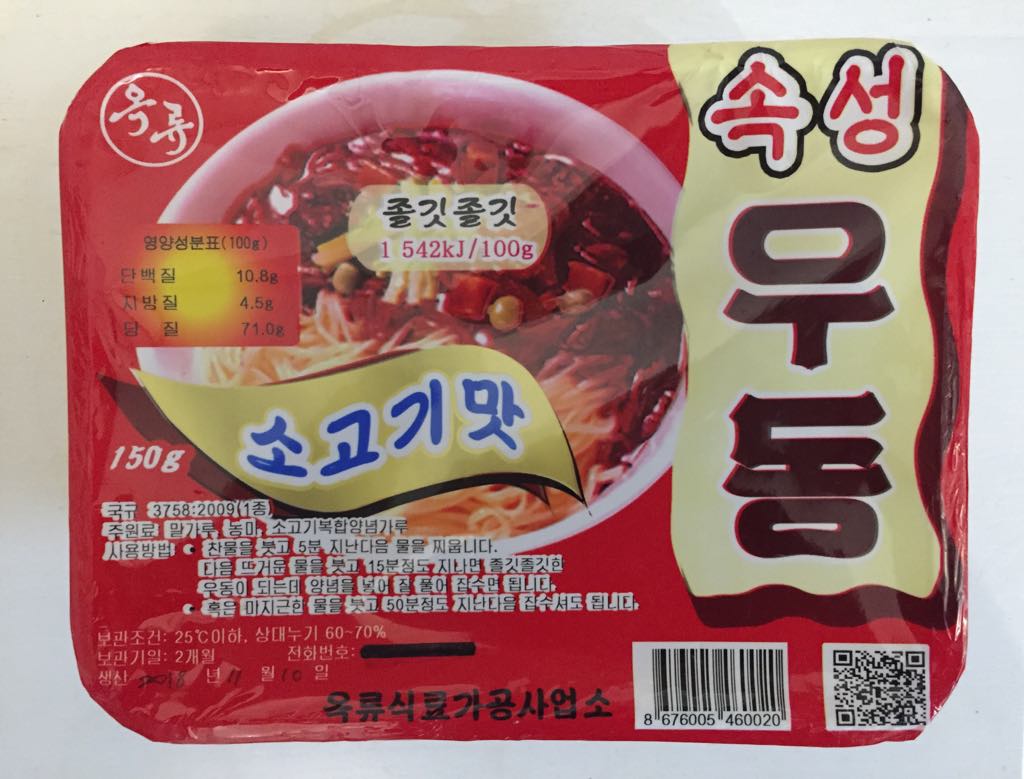 옥류
속성
우동
졸깃졸깃
1 542kJ/100g
영양성분표(100g)
단백질 10.8g
지방질 4.5g
당 질 71.0g
소고기맛
150g
국규 3758:2009(1종)
주원료 밀가루, 농마, 소고기복합양념가루
사용방법 • 찬물을 붓고 5분 지난다음 물을 찌웁니다.
다음 뜨거운 물을 붓고 15분정도 지나면 졸깃졸깃한
우동이 되는데 양념을 넣어 잘 풀어 잡수면 됩니다.
• 혹은 미지근한 물을 붓고 50분정도 지난다음 잡수셔도 됩니다.
보관조건: 25℃이하, 상대누기 60~70%
보관기일: 2개월 전화번호:
생산 2018 년 11 월 10 일
옥류식료가공사업소
8 676005 460020